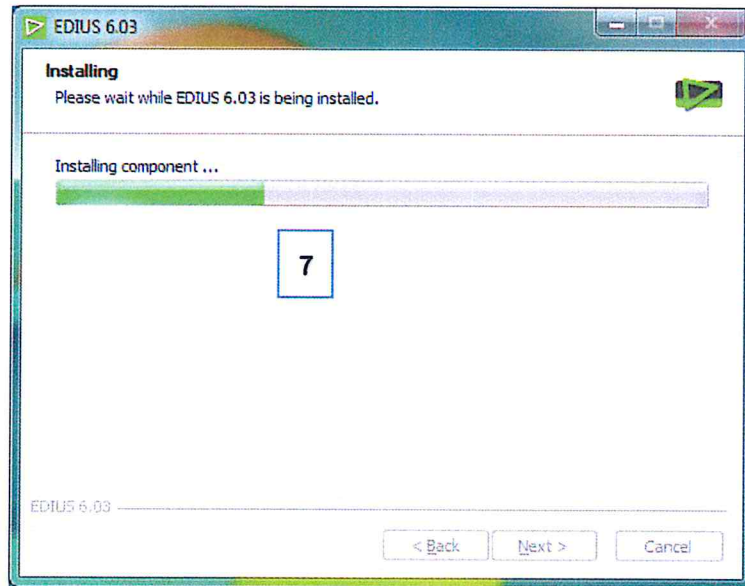 EDIUS 6.03
Installing
Please wait while EDIUS 6.03 is being installed.
Installing component ...
7
EDIUS 6.03
< Back Next > Cancel